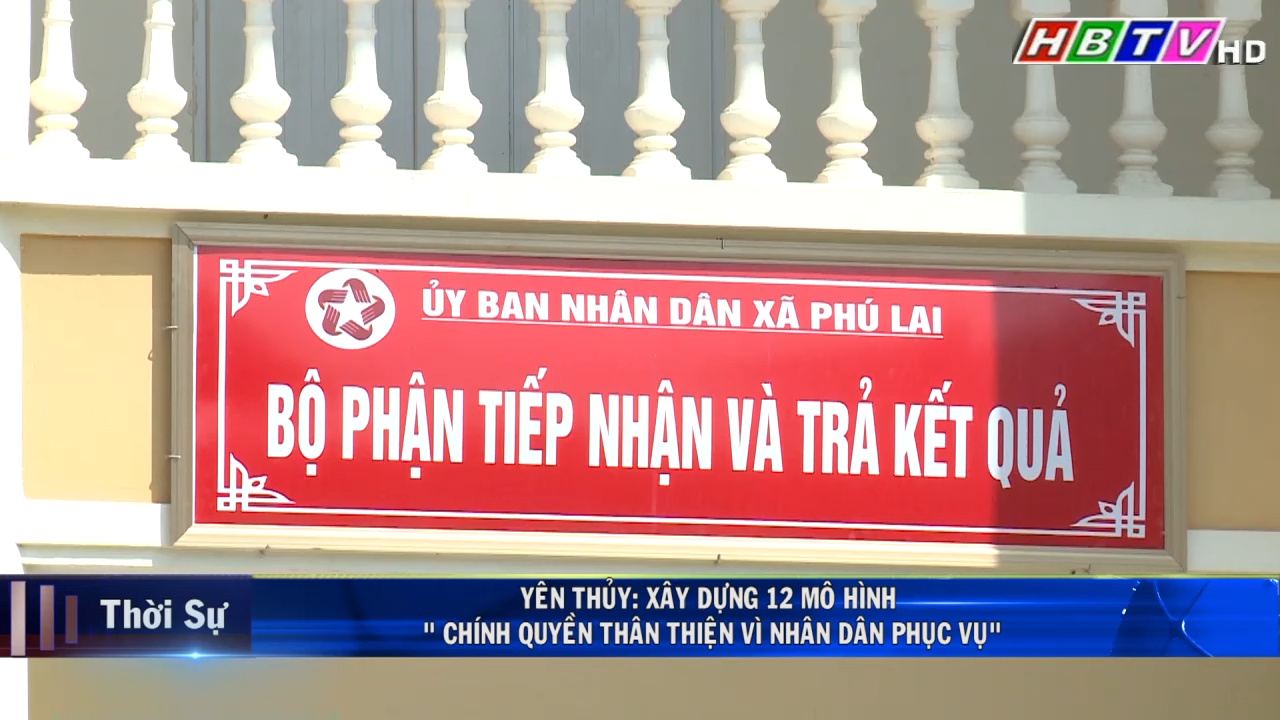 HBTV HD
ỦY BAN NHÂN DÂN XÃ PHÚ LAI
BỘ PHẬN TIẾP NHẬN VÀ TRẢ KẾT QUẢ
Thời Sự
YÊN THỦY: XÂY DỰNG 12 MÔ HÌNH
" CHÍNH QUYỀN THÂN THIỆN VÌ NHÂN DÂN PHỤC VỤ"